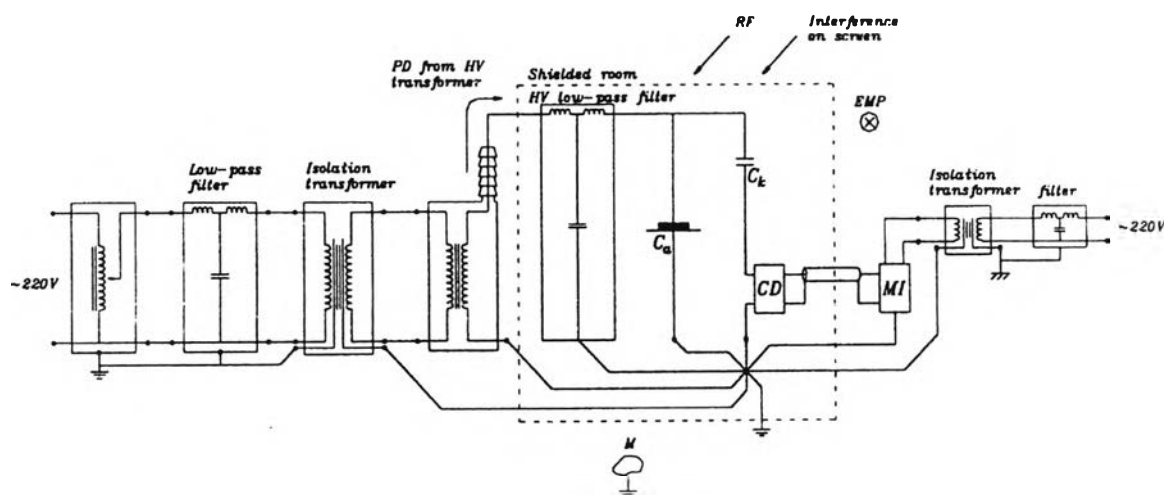 RF
Interference
on screen
PD from HV
transformer
Shielded room
HV low-pass filter
EMP
Low-pass
filter
Isolation
transformer
C_k
Isolation
transformer
filter
~220V
C_a
~220V
CD
MI
M